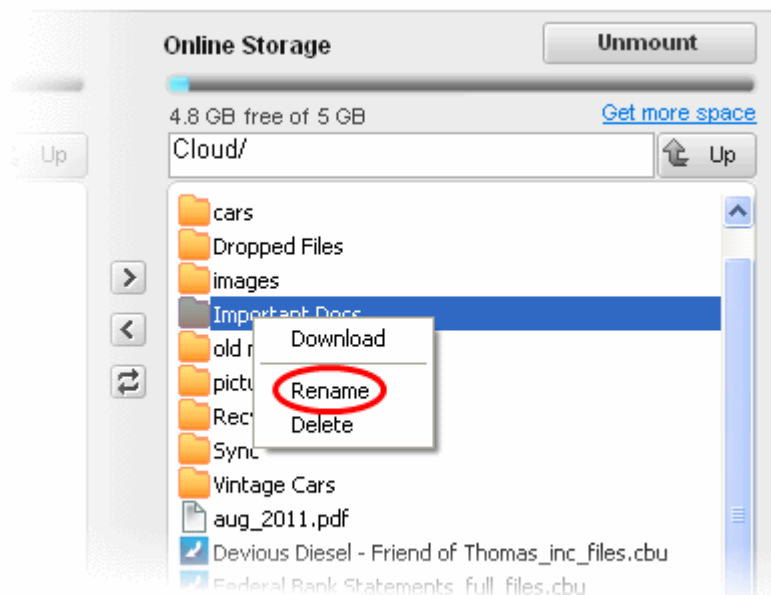 Online Storage
Unmount
4.8 GB free of 5 GB
Get more space
Up
Cloud/
Up
cars
Dropped Files
images
Important Docs
Download
old
Rename
Delete
Sync
Vintage Cars
aug_2011.pdf
Devious Diesel - Friend of Thomas_inc_files.cbu
Federal Bank Statements_full_files.cbu